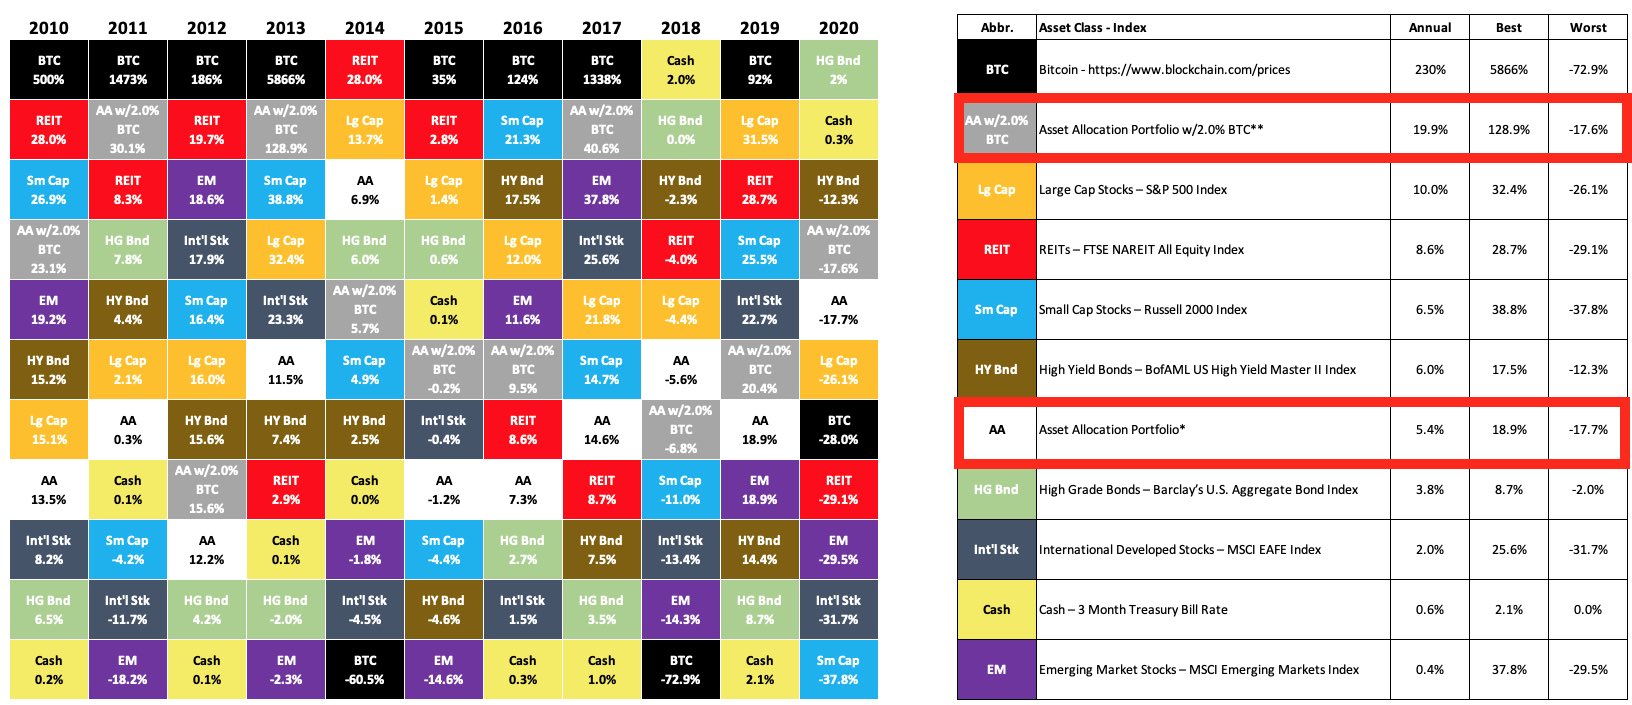 2010 2011 2012 2013 2014 2015 2016 2017 2018 2019 2020
BTC BTC BTC BTC REIT BTC BTC BTC Cash BTC HG Bnd
500% 1473% 186% 5866% 28.0% 35% 124% 1338% 2.0% 92% 2%
REIT AA w/2.0% BTC REIT AA w/2.0% BTC Lg Cap REIT Sm Cap AA w/2.0% BTC HG Bnd Lg Cap Cash
28.0% 30.1% 19.7% 128.9% 13.7% 2.8% 21.3% 40.6% 0.0% 31.5% 0.3%
Sm Cap REIT EM Sm Cap AA Lg Cap HY Bnd EM HY Bnd REIT HY Bnd
26.9% 8.3% 18.6% 38.8% 6.9% 1.4% 17.5% 37.8% -2.3% 28.7% -12.3%
AA w/2.0% BTC HG Bnd Int'l Stk Lg Cap HG Bnd HG Bnd Lg Cap Int'l Stk REIT Sm Cap AA w/2.0% BTC
23.1% 7.8% 17.9% 32.4% 6.0% 0.6% 12.0% 25.6% -4.0% 25.5% -17.6%
EM HY Bnd Sm Cap Int'l Stk AA w/2.0% BTC Cash EM Lg Cap Lg Cap Int'l Stk AA
19.2% 4.4% 16.4% 23.3% 5.7% 0.1% 11.6% 21.8% -4.4% 22.7% -17.7%
HY Bnd Lg Cap Lg Cap AA Sm Cap AA w/2.0% BTC AA w/2.0% BTC Sm Cap AA AA w/2.0% BTC Lg Cap
15.2% 2.1% 16.0% 11.5% 4.9% -0.2% 9.5% 14.7% -5.6% 20.4% -26.1%
Lg Cap AA HY Bnd HY Bnd HY Bnd Int'l Stk REIT AA AA w/2.0% BTC AA BTC
15.1% 0.3% 15.6% 7.4% 2.5% -0.4% 8.6% 14.6% -6.8% 18.9% -28.0%
AA Cash AA w/2.0% BTC REIT Cash AA AA REIT Sm Cap EM REIT
13.5% 0.1% 15.6% 2.9% 0.0% -1.2% 7.3% 8.7% -11.0% 18.9% -29.1%
Int'l Stk Sm Cap AA Cash EM Sm Cap HG Bnd HY Bnd Int'l Stk HY Bnd EM
8.2% -4.2% 12.2% 0.1% -1.8% -4.4% 2.7% 7.5% -13.4% 14.4% -29.5%
HG Bnd Int'l Stk HG Bnd HG Bnd Int'l Stk HY Bnd Int'l Stk HG Bnd EM HG Bnd Int'l Stk
6.5% -11.7% 4.2% -2.0% -4.5% -4.6% 1.5% 3.5% -14.3% 8.7% -31.7%
Cash EM Cash EM BTC EM Cash Cash BTC Cash Sm Cap
0.2% -18.2% 0.1% -2.3% -60.5% -14.6% 0.3% 1.0% -72.9% 2.1% -37.8%
Abbr. Asset Class - Index Annual Best Worst
BTC Bitcoin - https://www.blockchain.com/prices 230% 5866% -72.9%
AA w/2.0% BTC Asset Allocation Portfolio w/2.0% BTC** 19.9% 128.9% -17.6%
Lg Cap Large Cap Stocks – S&P 500 Index 10.0% 32.4% -26.1%
REIT REITs – FTSE NAREIT All Equity Index 8.6% 28.7% -29.1%
Sm Cap Small Cap Stocks – Russell 2000 Index 6.5% 38.8% -37.8%
HY Bnd High Yield Bonds – BofAML US High Yield Master II Index 6.0% 17.5% -12.3%
AA Asset Allocation Portfolio* 5.4% 18.9% -17.7%
HG Bnd High Grade Bonds – Barclay's U.S. Aggregate Bond Index 3.8% 8.7% -2.0%
Int'l Stk International Developed Stocks – MSCI EAFE Index 2.0% 25.6% -31.7%
Cash Cash – 3 Month Treasury Bill Rate 0.6% 2.1% 0.0%
EM Emerging Market Stocks – MSCI Emerging Markets Index 0.4% 37.8% -29.5%